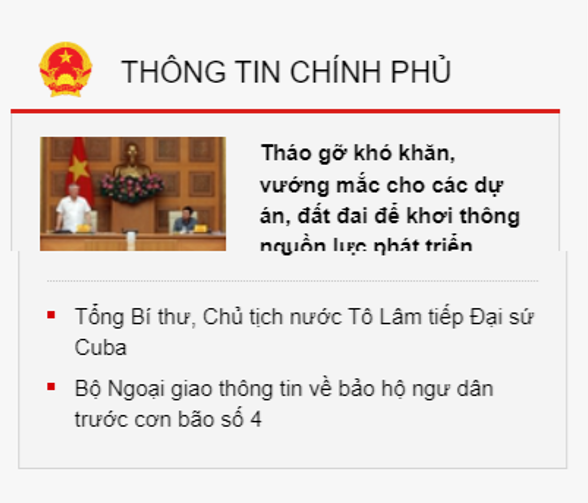 THÔNG TIN CHÍNH PHỦ
Tháo gỡ khó khăn,
vướng mắc cho các dự
án, đất đai để khơi thông
nguồn lực phát triển
Tổng Bí thư, Chủ tịch nước Tô Lâm tiếp Đại sứ
Cuba
Bộ Ngoại giao thông tin về bảo hộ ngư dân
trước cơn bão số 4